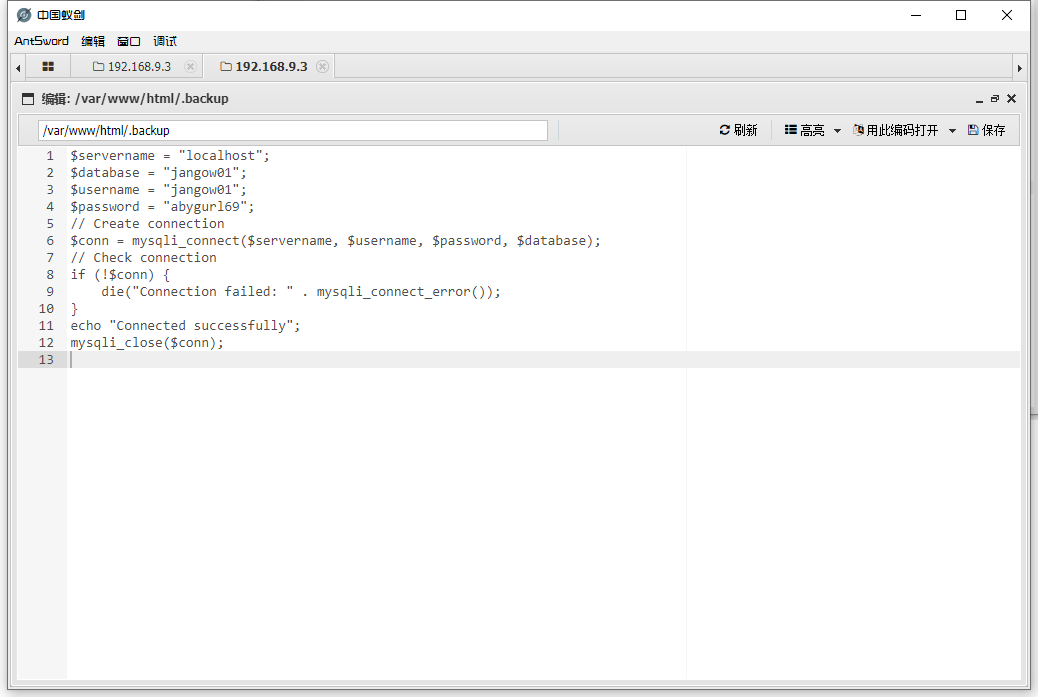 中国蚁剑
AntSword 编辑 窗口 调试
192.168.9.3 192.168.9.3
编辑: /var/www/html/.backup
/var/www/html/.backup 刷新 高亮 用此编码打开 保存
1 $servername = "localhost";
2 $database = "jangow01";
3 $username = "jangow01";
4 $password = "abygurl69";
5 // Create connection
6 $conn = mysqli_connect($servername, $username, $password, $database);
7 // Check connection
8 if (!$conn) {
9     die("Connection failed: " . mysqli_connect_error());
10 }
11 echo "Connected successfully";
12 mysqli_close($conn);
13